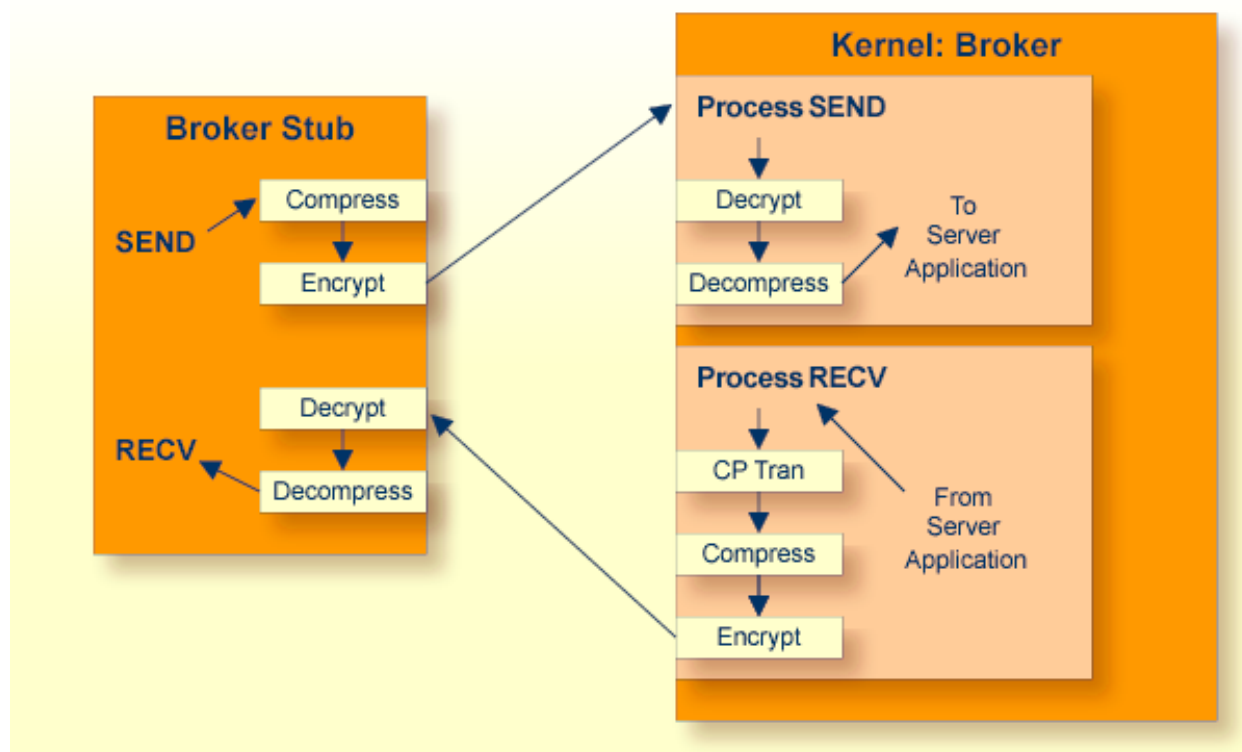 Broker Stub
SEND
Compress
Encrypt
Decrypt
RECV
Decompress
Kernel: Broker
Process SEND
Decrypt
Decompress
To
Server
Application
Process RECV
CP Tran
Compress
Encrypt
From
Server
Application